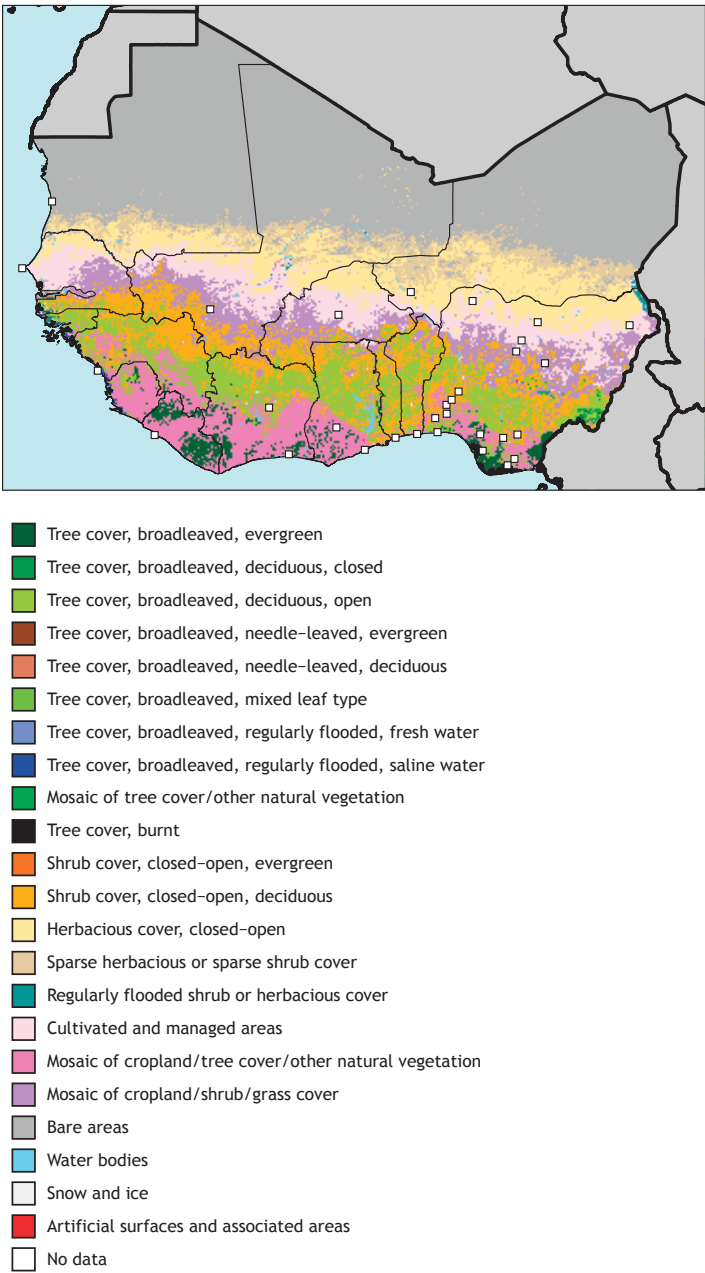 Tree cover, broadleaved, evergreen
Tree cover, broadleaved, deciduous, closed
Tree cover, broadleaved, deciduous, open
Tree cover, broadleaved, needle-leaved, evergreen
Tree cover, broadleaved, needle-leaved, deciduous
Tree cover, broadleaved, mixed leaf type
Tree cover, broadleaved, regularly flooded, fresh water
Tree cover, broadleaved, regularly flooded, saline water
Mosaic of tree cover/other natural vegetation
Tree cover, burnt
Shrub cover, closed-open, evergreen
Shrub cover, closed-open, deciduous
Herbacious cover, closed-open
Sparse herbacious or sparse shrub cover
Regularly flooded shrub or herbacious cover
Cultivated and managed areas
Mosaic of cropland/tree cover/other natural vegetation
Mosaic of cropland/shrub/grass cover
Bare areas
Water bodies
Snow and ice
Artificial surfaces and associated areas
No data